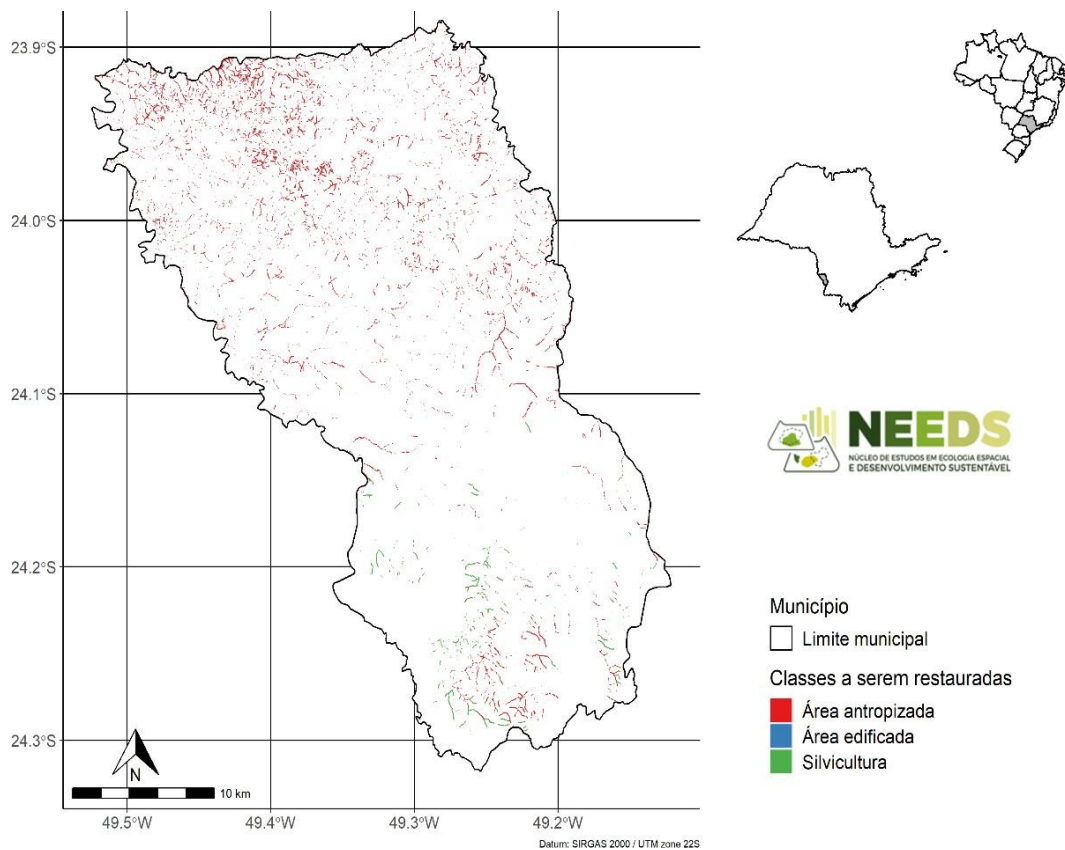 23.9°S
24.0°S
24.1°S
24.2°S
24.3°S
49.5°W
49.4°W
49.3°W
49.2°W
N
10 km
Datum: SIRGAS 2000 / UTM zone 22S
NEEDS
NÚCLEO DE ESTUDOS EM ECOLOGIA ESPACIAL
E DESENVOLVIMENTO SUSTENTÁVEL
Município
Limite municipal
Classes a serem restauradas
Área antropizada
Área edificada
Silvicultura